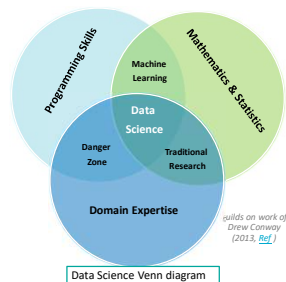 Programming Skills
Mathematics & Statistics
Machine
Learning
Data
Science
Danger
Zone
Traditional
Research
Domain Expertise
uilds on work of
Drew Conway
(2013, Ref )
Data Science Venn diagram